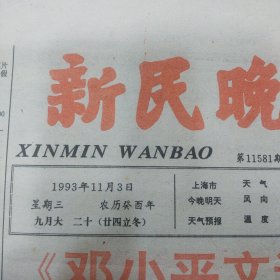 片
假
新民晚
XINMIN WANBAO
第11581期
1993年11月3日
星期三 农历癸酉年
九月大 二十 (廿四立冬)
上海市 天气
今晚明天 风向
天气预报 温度
《邓小平文